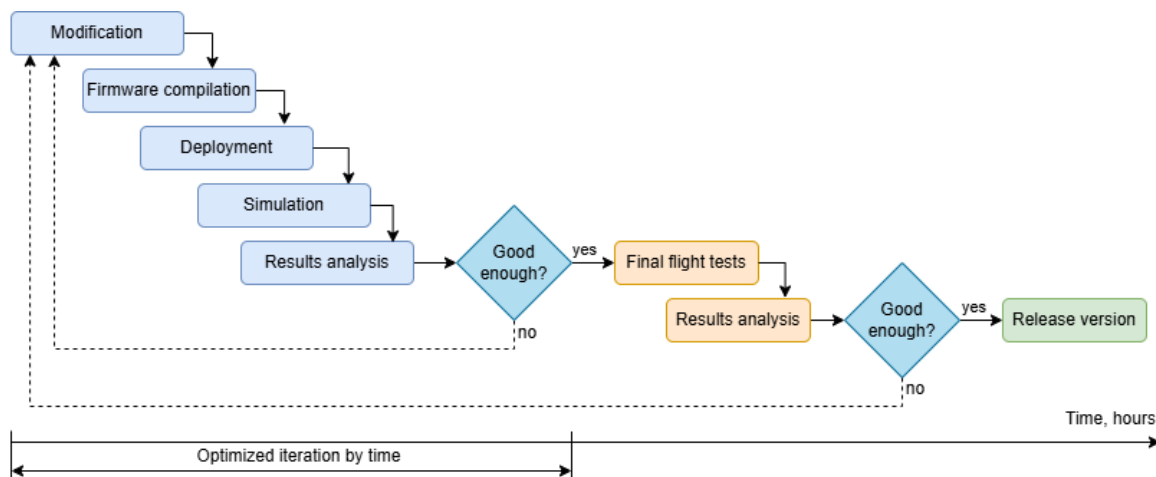 Modification
Firmware compilation
Deployment
Simulation
Results analysis
Good
enough?
yes
no
Final flight tests
Results analysis
Good
enough?
yes
no
Release version
Time, hours
Optimized iteration by time